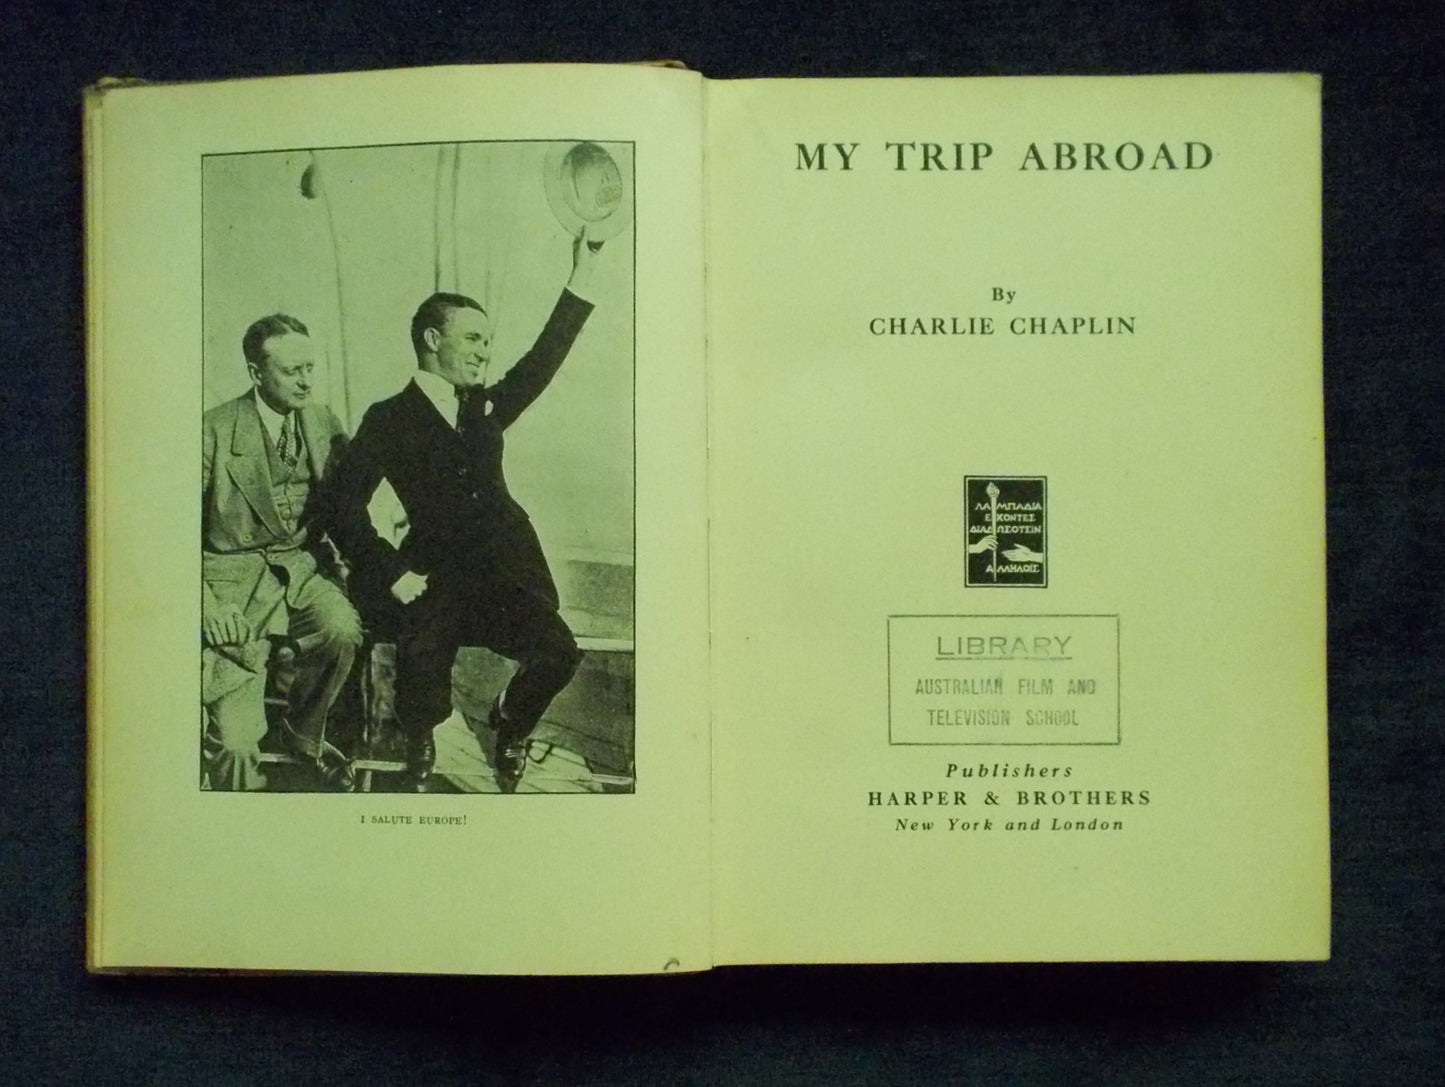 I SALUTE EUROPE!
MY TRIP ABROAD
By
CHARLIE CHAPLIN
ΛΑΜΠΑΔΙΑ
ΕΧΟΝΤΕΣ
ΔΙΑΔΩΣΟΥΣΙΝ
ΑΛΛΗΛΟΙΣ
LIBRARY
AUSTRALIAN FILM AND
TELEVISION SCHOOL
Publishers
HARPER & BROTHERS
New York and London